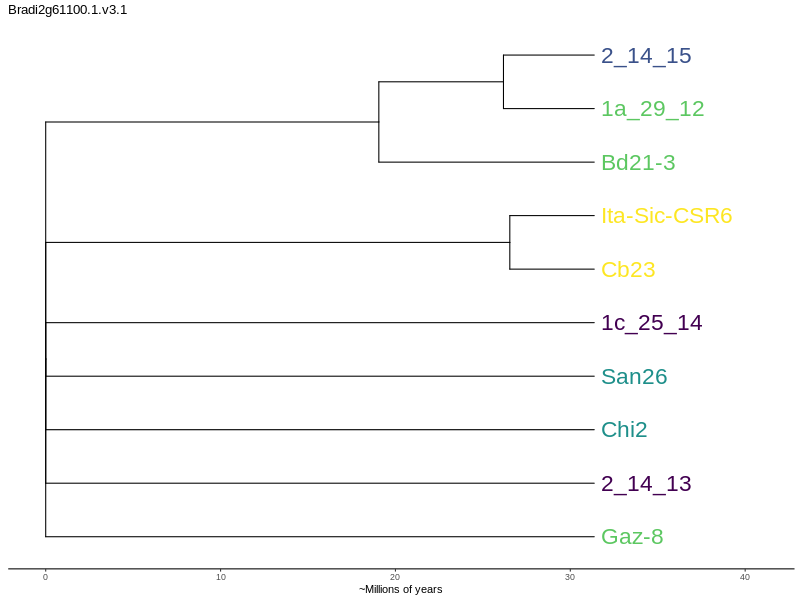 Bradi2g61100.1.v3.1
2_14_15
1a_29_12
Bd21-3
Ita-Sic-CSR6
Cb23
1c_25_14
San26
Chi2
2_14_13
Gaz-8
0 10 20 30 40
~Millions of years